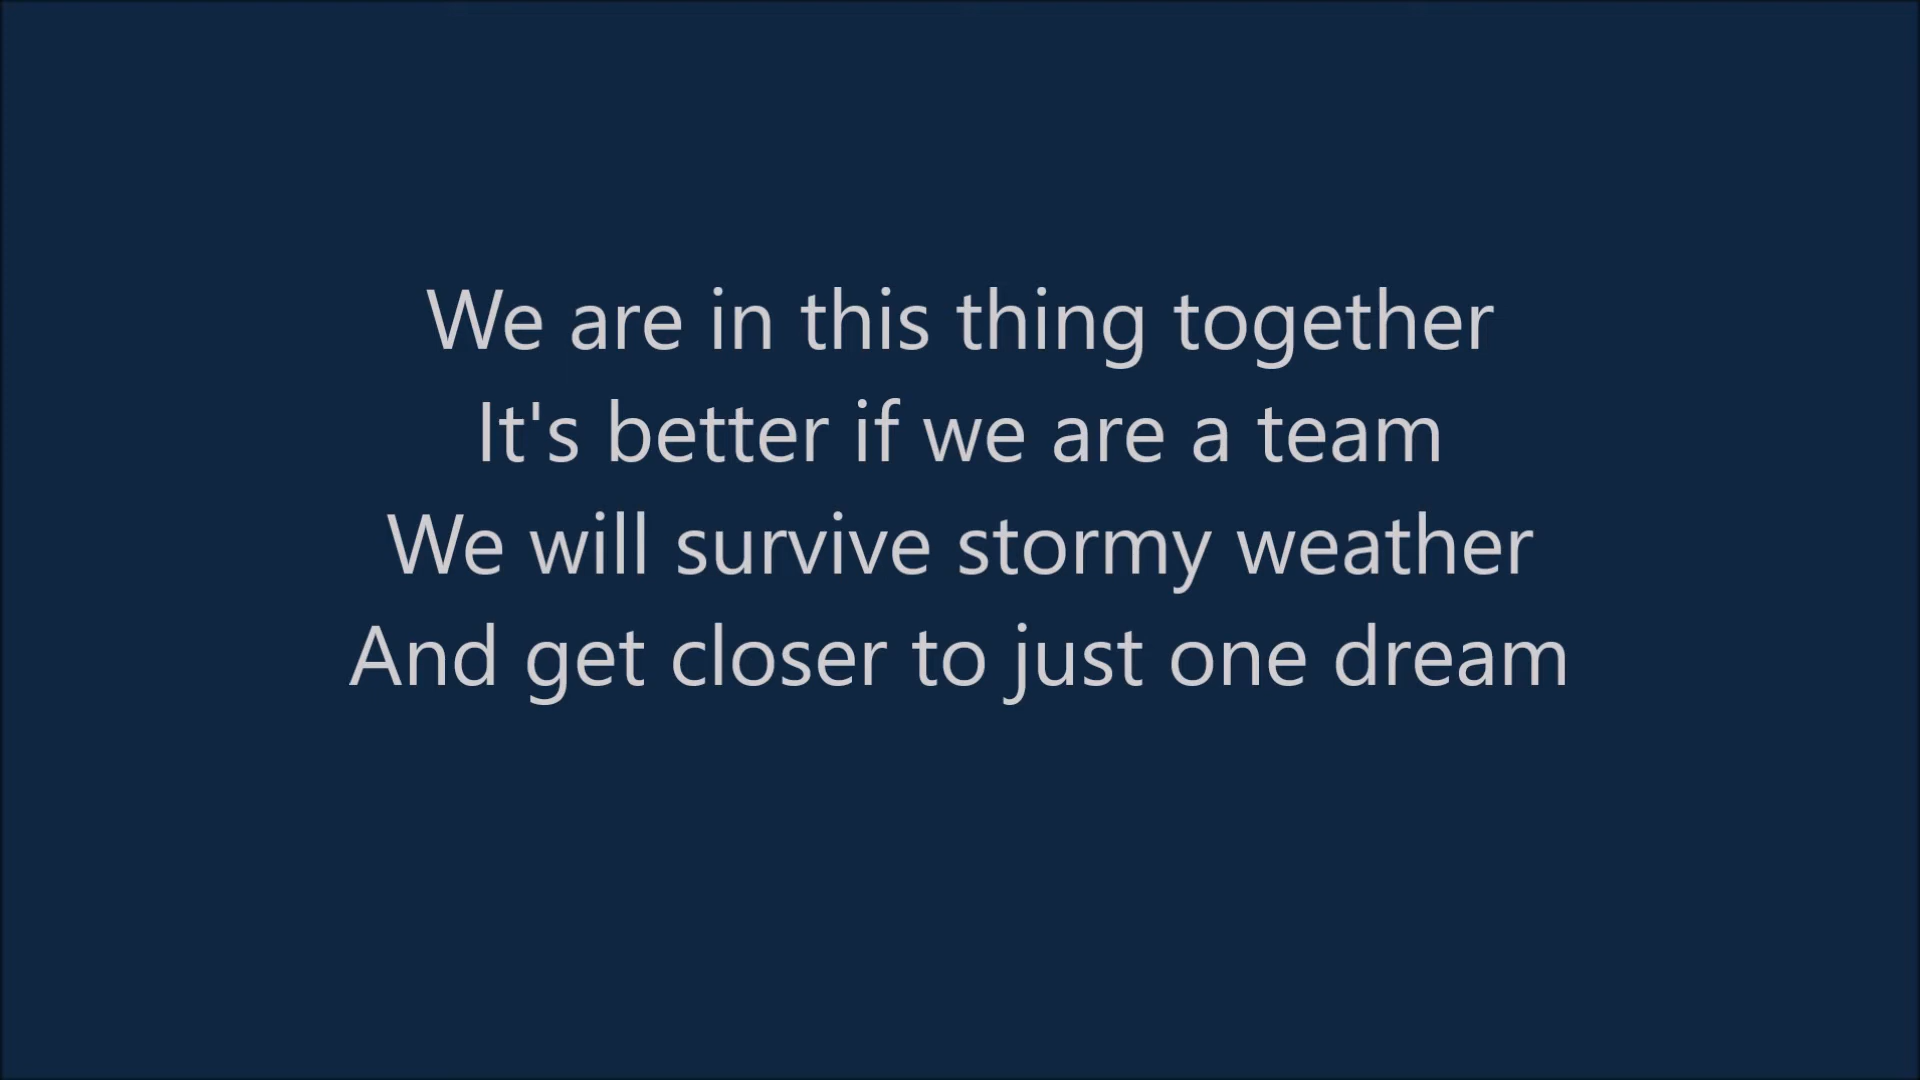 We are in this thing together
It's better if we are a team
We will survive stormy weather
And get closer to just one dream